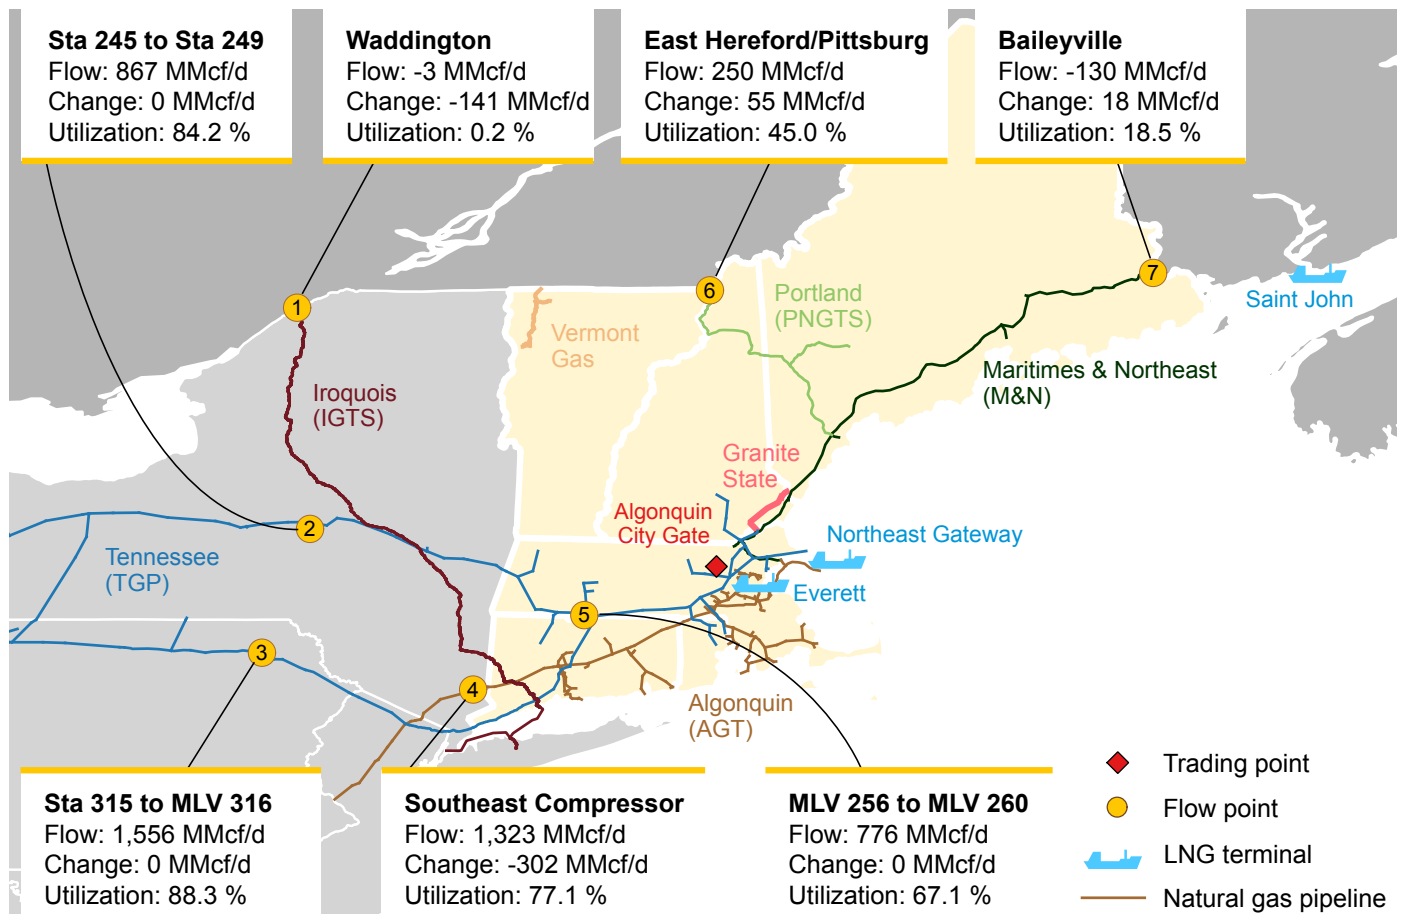 Sta 245 to Sta 249
Flow: 867 MMcf/d
Change: 0 MMcf/d
Utilization: 84.2 %
Waddington
Flow: -3 MMcf/d
Change: -141 MMcf/d
Utilization: 0.2 %
East Hereford/Pittsburg
Flow: 250 MMcf/d
Change: 55 MMcf/d
Utilization: 45.0 %
Baileyville
Flow: -130 MMcf/d
Change: 18 MMcf/d
Utilization: 18.5 %
7
6
1
Saint John
Portland
(PNGTS)
Vermont
Gas
Maritimes & Northeast
(M&N)
Iroquois
(IGTS)
Granite
State
Algonquin
City Gate
2
Northeast Gateway
Tennessee
(TGP)
Everett
5
3
4
Algonquin
(AGT)
Sta 315 to MLV 316
Flow: 1,556 MMcf/d
Change: 0 MMcf/d
Utilization: 88.3 %
Southeast Compressor
Flow: 1,323 MMcf/d
Change: -302 MMcf/d
Utilization: 77.1 %
MLV 256 to MLV 260
Flow: 776 MMcf/d
Change: 0 MMcf/d
Utilization: 67.1 %
Trading point
Flow point
LNG terminal
Natural gas pipeline